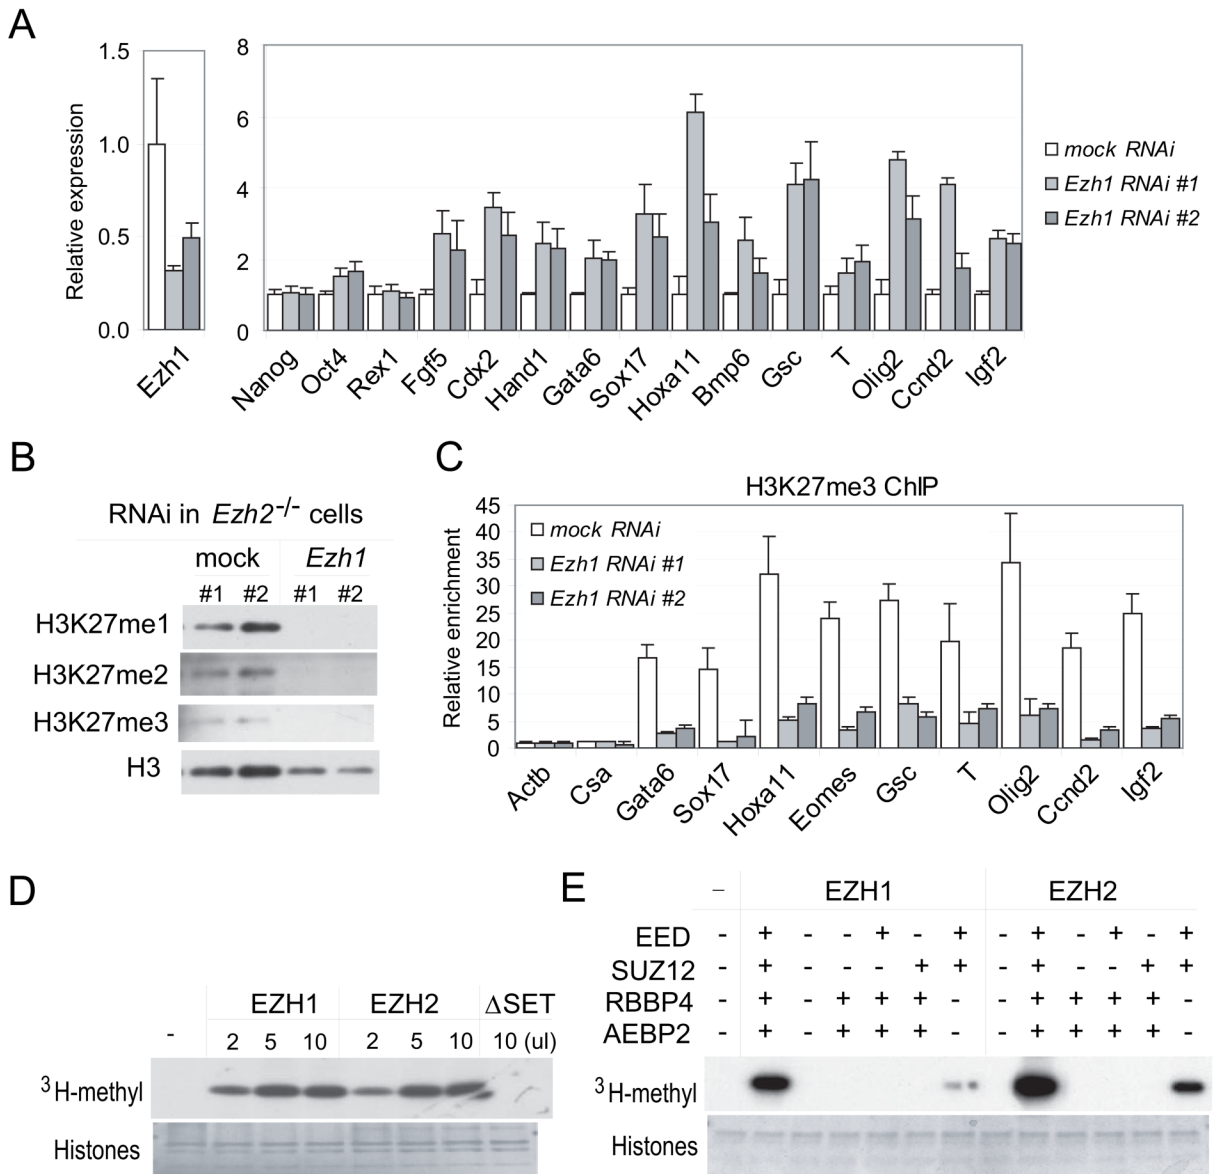 A
Relative expression
1.5
1.0
0.5
0.0
Ezh1
8
6
4
2
0
Nanog
Oct4
Rex1
Fgf5
Cdx2
Hand1
Gata6
Sox17
Hoxa11
Bmp6
Gsc
T
Olig2
Ccnd2
Igf2
mock RNAi
Ezh1 RNAi #1
Ezh1 RNAi #2
B
RNAi in Ezh2-/- cells
mock Ezh1
#1 #2 #1 #2
H3K27me1
H3K27me2
H3K27me3
H3
C
H3K27me3 ChIP
Relative enrichment
45
40
35
30
25
20
15
10
5
0
mock RNAi
Ezh1 RNAi #1
Ezh1 RNAi #2
Actb
Csa
Gata6
Sox17
Hoxa11
Eomes
Gsc
T
Olig2
Ccnd2
Igf2
D
EZH1 EZH2 ΔSET
- 2 5 10 2 5 10 10 (ul)
3H-methyl
Histones
E
– EZH1 EZH2
EED - + - - + - + - + - + - +
SUZ12 - + - - - + + - + - - + +
RBBP4 - + - + + + - - + + + + -
AEBP2 - + - + + + - - + + + + -
3H-methyl
Histones